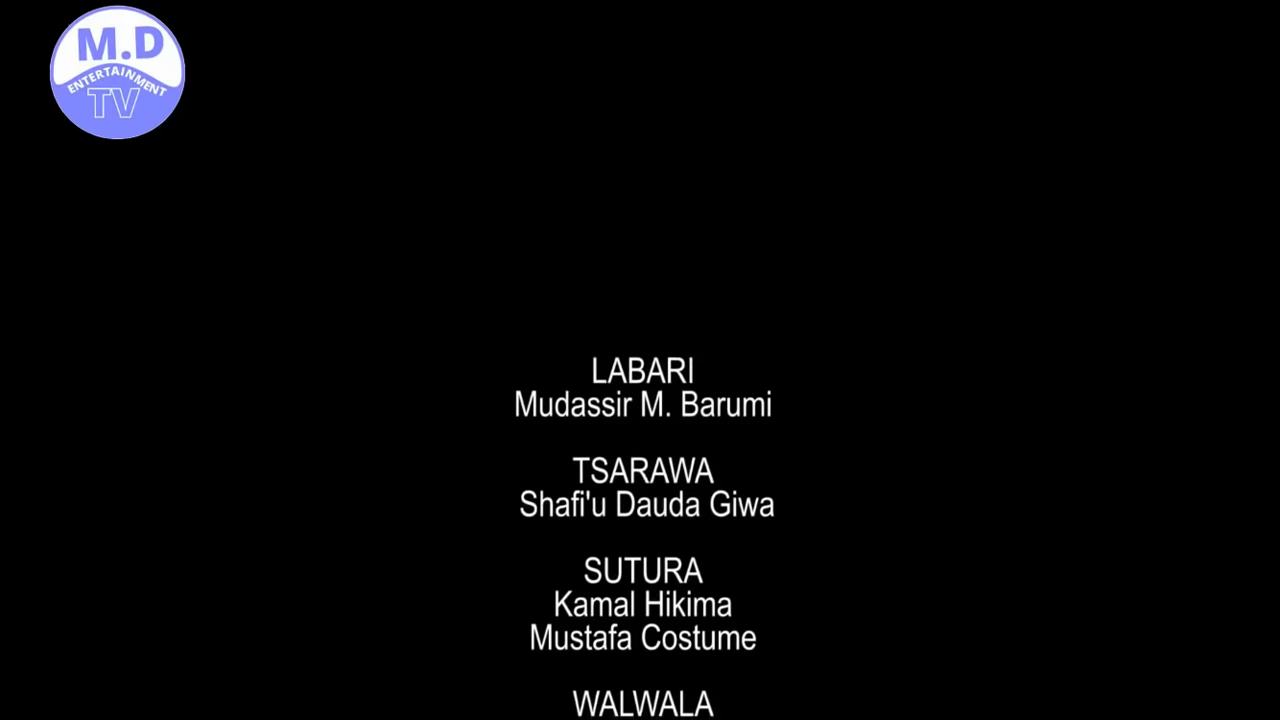 M.D
ENTERTAINMENT
TV
LABARI
Mudassir M. Barumi
TSARAWA
Shafi'u Dauda Giwa
SUTURA
Kamal Hikima
Mustafa Costume
WALWALA